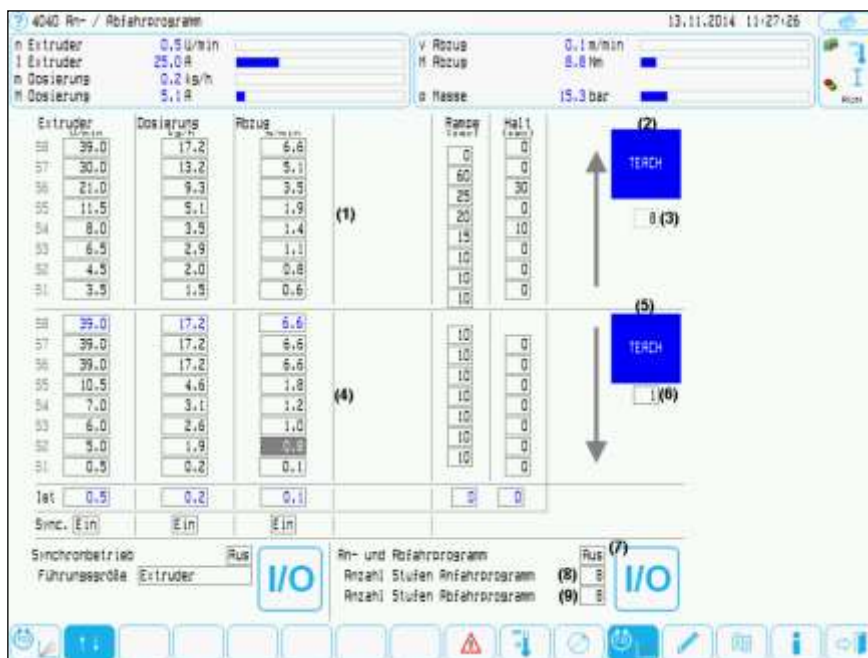 4040 An- / Abfahrprogramm 13.11.2014 11:27:26
n Extruder 0.5 U/min v Abzug 0.1 m/min
I Extruder 25.0 A M Abzug 8.8 Nm
m Dosierung 0.2 kg/h
M Dosierung 5.1 A p Masse 15.3 bar
Extruder Dosierung Abzug Rampe Halt (2)
U/min kg/h m/min [sec] [sec]
S8 39.0 17.2 6.6 0 0
S7 30.0 13.2 5.1 60 0 TEACH
S6 21.0 9.3 3.5 25 30
S5 11.5 5.1 1.9 (1) 20 0 8 (3)
S4 8.0 3.5 1.4 15 10
S3 6.5 2.9 1.1 10 0
S2 4.5 2.0 0.8 10 0
S1 3.5 1.5 0.6 10 0
(5)
S8 39.0 17.2 6.6 10
S7 39.0 17.2 6.6 10 0 TEACH
S6 39.0 17.2 6.6 10 0
S5 10.5 4.6 1.8 (4) 10 0 1 (6)
S4 7.0 3.1 1.2 10 0
S3 6.0 2.6 1.0 10 0
S2 5.0 1.9 0.8 10 0
S1 0.5 0.2 0.1 0
Ist 0.5 0.2 0.1 0 0
Sync. Ein Ein Ein
Synchronbetrieb Aus An- und Abfahrprogramm Aus (7)
Führungsgröße Extruder I/O Anzahl Stufen Anfahrprogramm (8) 8 I/O
Anzahl Stufen Abfahrprogramm (9) 8